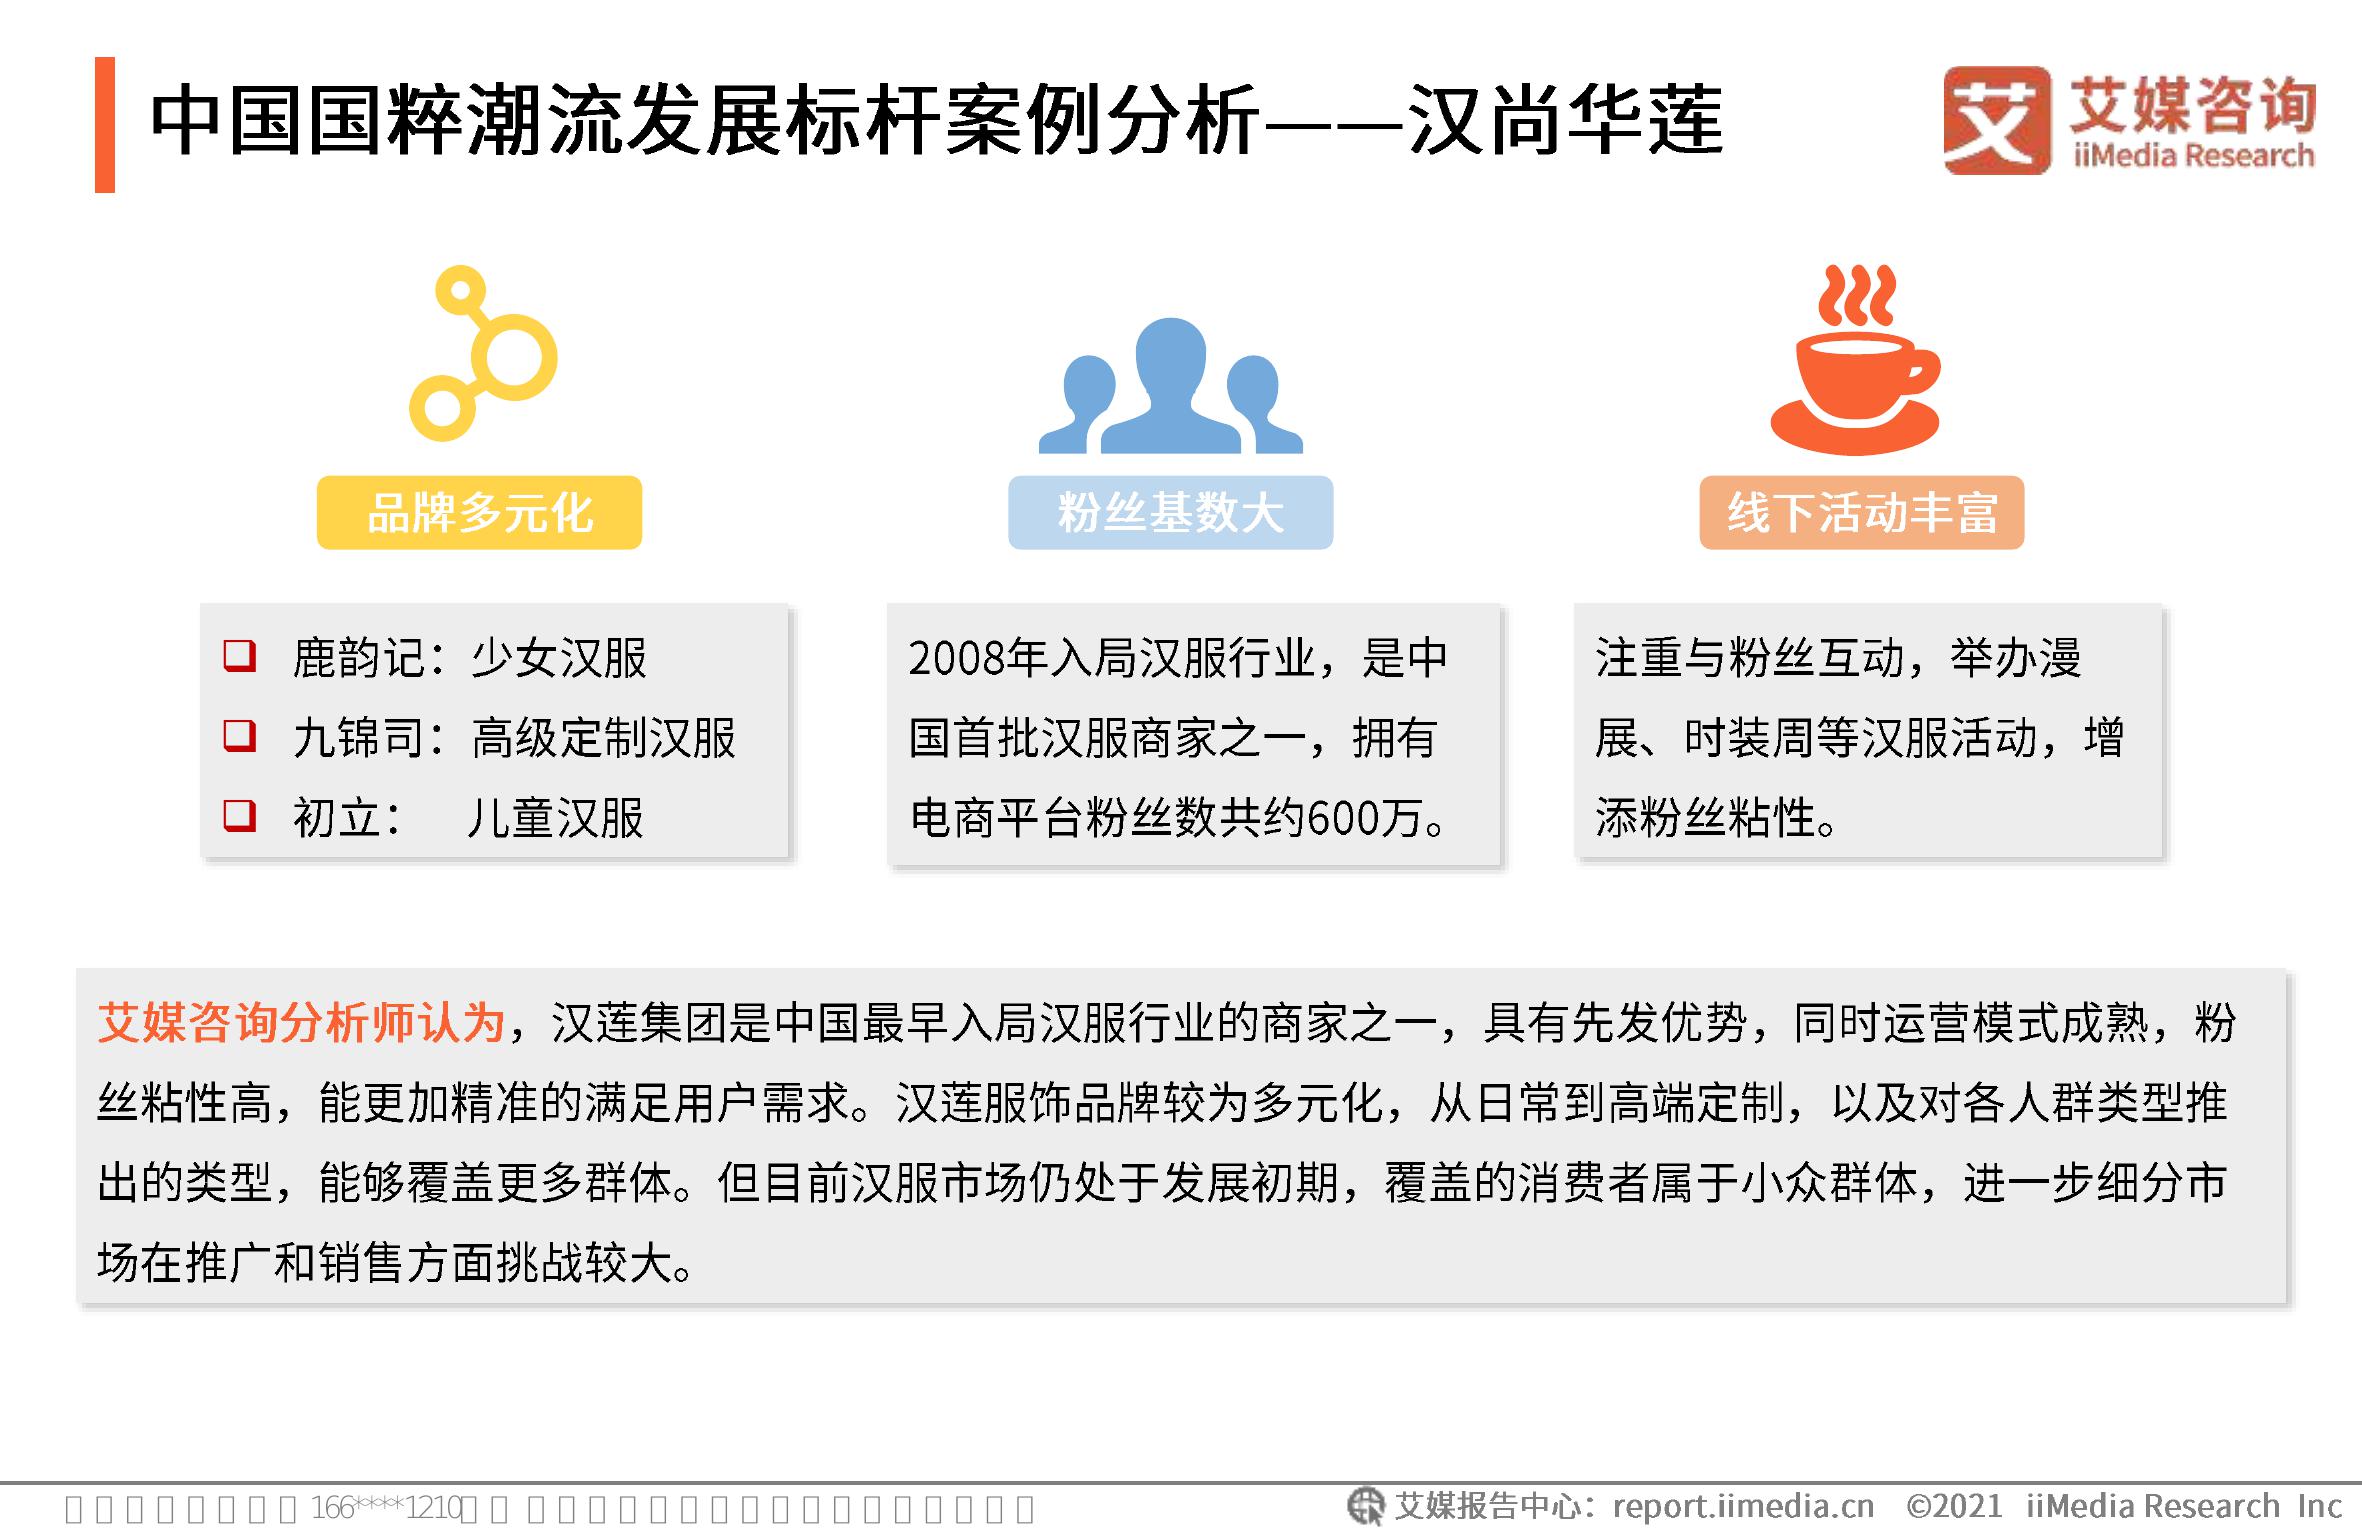 中国国粹潮流发展标杆案例分析——汉尚华莲
艾 艾媒咨询
iiMedia Research
品牌多元化
鹿韵记：少女汉服
九锦司：高级定制汉服
初立： 儿童汉服
粉丝基数大
2008年入局汉服行业，是中
国首批汉服商家之一，拥有
电商平台粉丝数共约600万。
线下活动丰富
注重与粉丝互动，举办漫
展、时装周等汉服活动，增
添粉丝粘性。
艾媒咨询分析师认为，汉莲集团是中国最早入局汉服行业的商家之一，具有先发优势，同时运营模式成熟，粉
丝粘性高，能更加精准的满足用户需求。汉莲服饰品牌较为多元化，从日常到高端定制，以及对各人群类型推
出的类型，能够覆盖更多群体。但目前汉服市场仍处于发展初期，覆盖的消费者属于小众群体，进一步细分市
场在推广和销售方面挑战较大。
166****1210
艾媒报告中心：report.iimedia.cn ©2021 iiMedia Research Inc